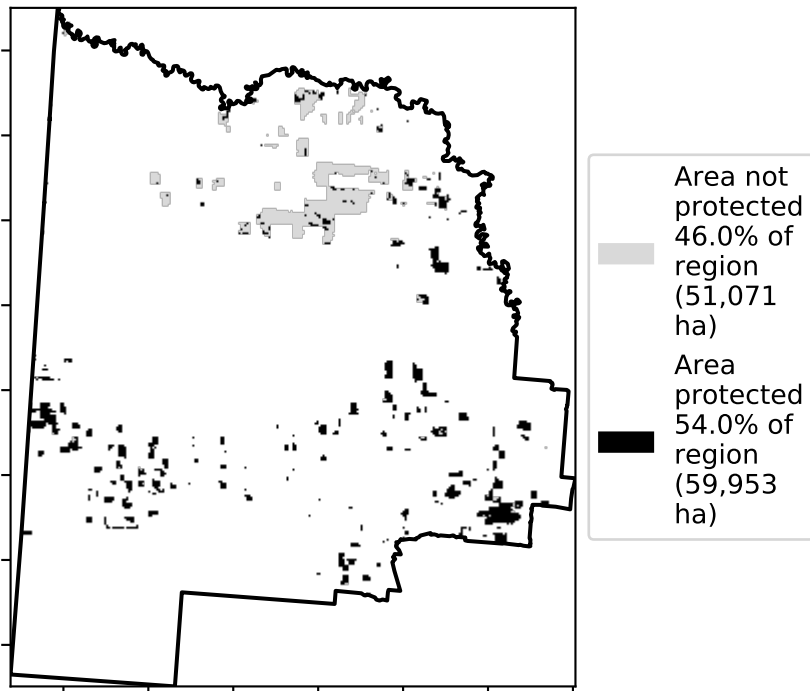 Area not
protected
46.0% of
region
(51,071
ha)
Area
protected
54.0% of
region
(59,953
ha)